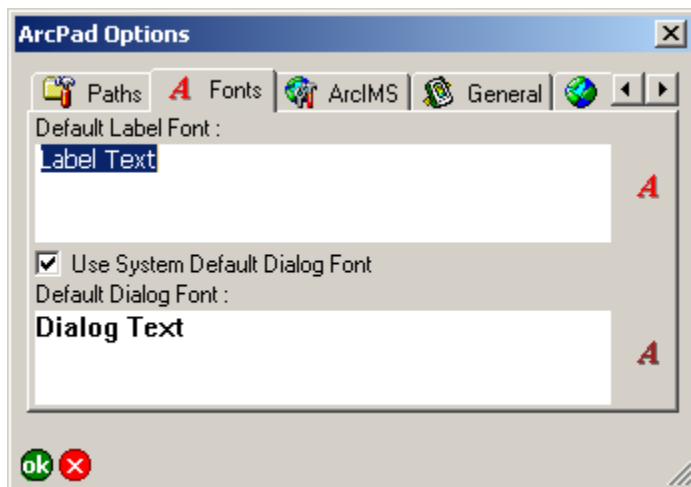 ArcPad Options
Paths
Fonts
ArcIMS
General
Default Label Font :
Label Text
Use System Default Dialog Font
Default Dialog Font :
Dialog Text
ok